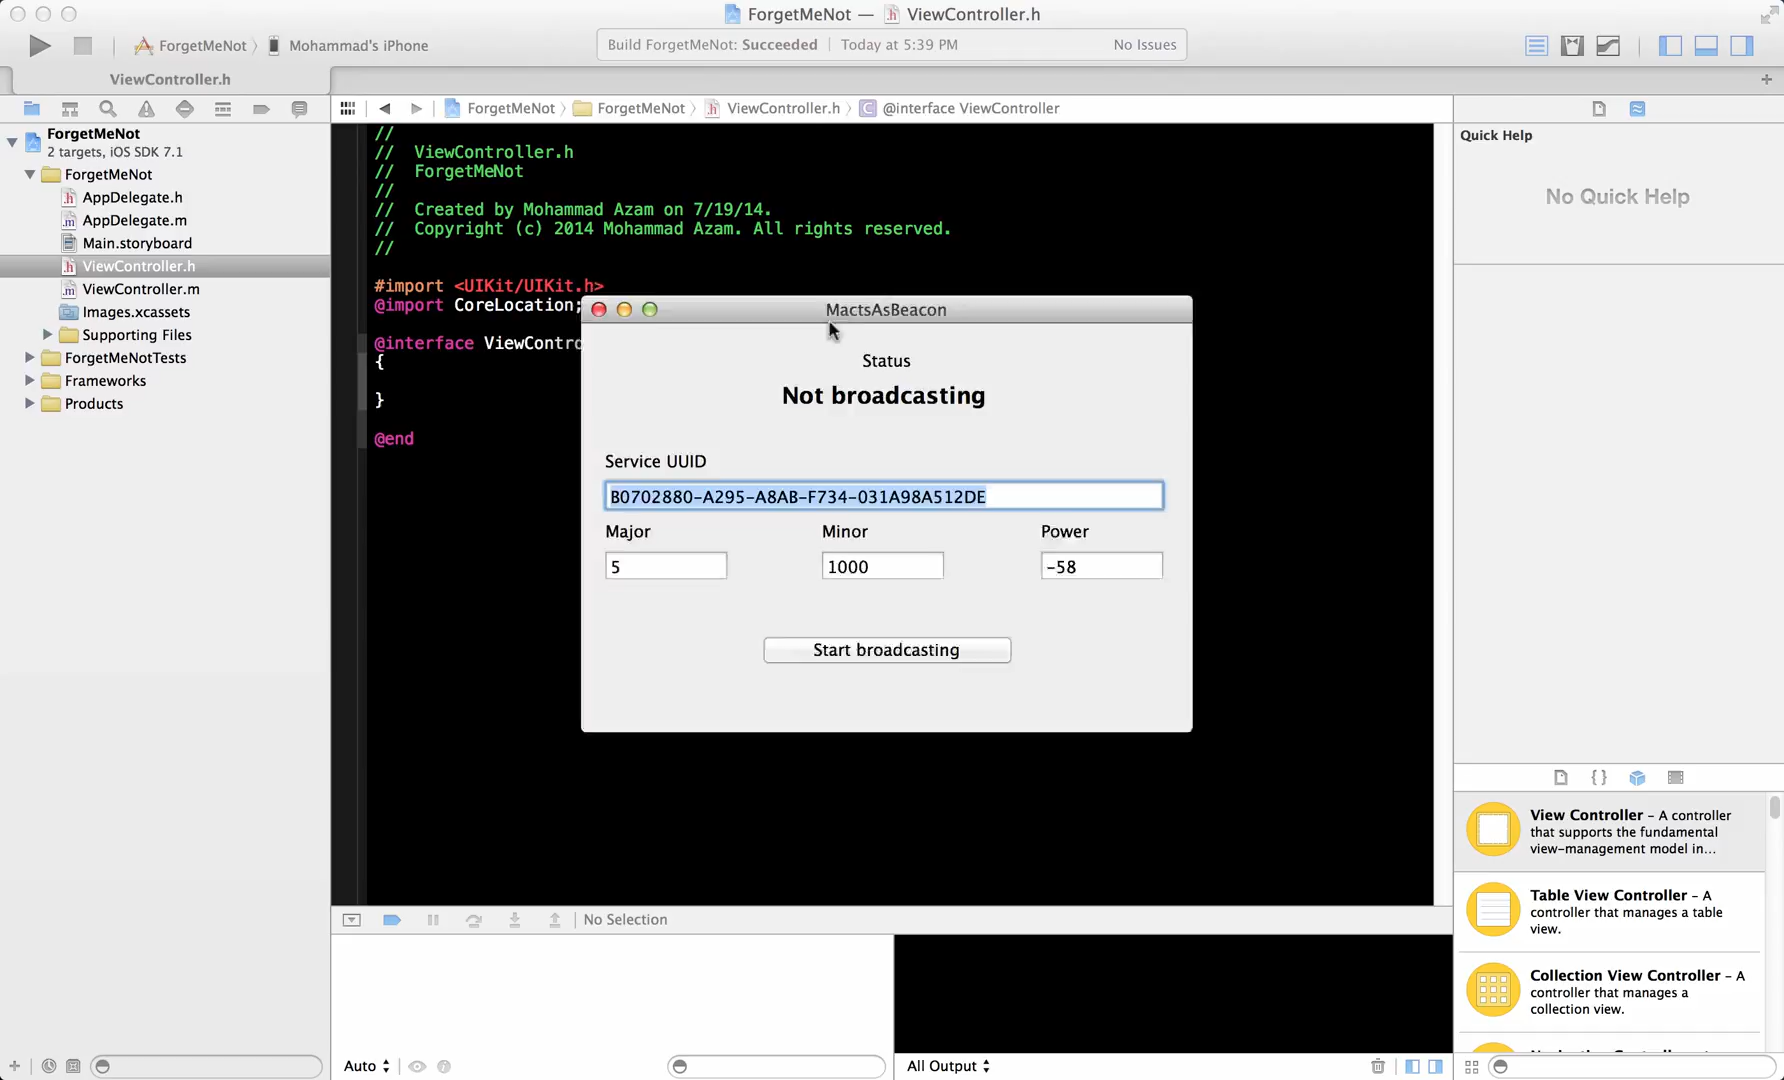 ForgetMeNot — ViewController.h
ForgetMeNot Mohammad's iPhone
Build ForgetMeNot: Succeeded Today at 5:39 PM No Issues
ViewController.h
ForgetMeNot ForgetMeNot ViewController.h @interface ViewController
ForgetMeNot
2 targets, iOS SDK 7.1
ForgetMeNot
AppDelegate.h
AppDelegate.m
Main.storyboard
ViewController.h
ViewController.m
Images.xcassets
Supporting Files
ForgetMeNotTests
Frameworks
Products
//
// ViewController.h
// ForgetMeNot
//
// Created by Mohammad Azam on 7/19/14.
// Copyright (c) 2014 Mohammad Azam. All rights reserved.
//
#import <UIKit/UIKit.h>
@import CoreLocation;
@interface ViewContro
{
}
@end
MactsAsBeacon
Status
Not broadcasting
Service UUID
B0702880-A295-A8AB-F734-031A98A512DE
Major Minor Power
5 1000 -58
Start broadcasting
Quick Help
No Quick Help
View Controller - A controller
that supports the fundamental
view-management model in...
Table View Controller - A
controller that manages a table
view.
Collection View Controller - A
controller that manages a
collection view.
No Selection
Auto
All Output